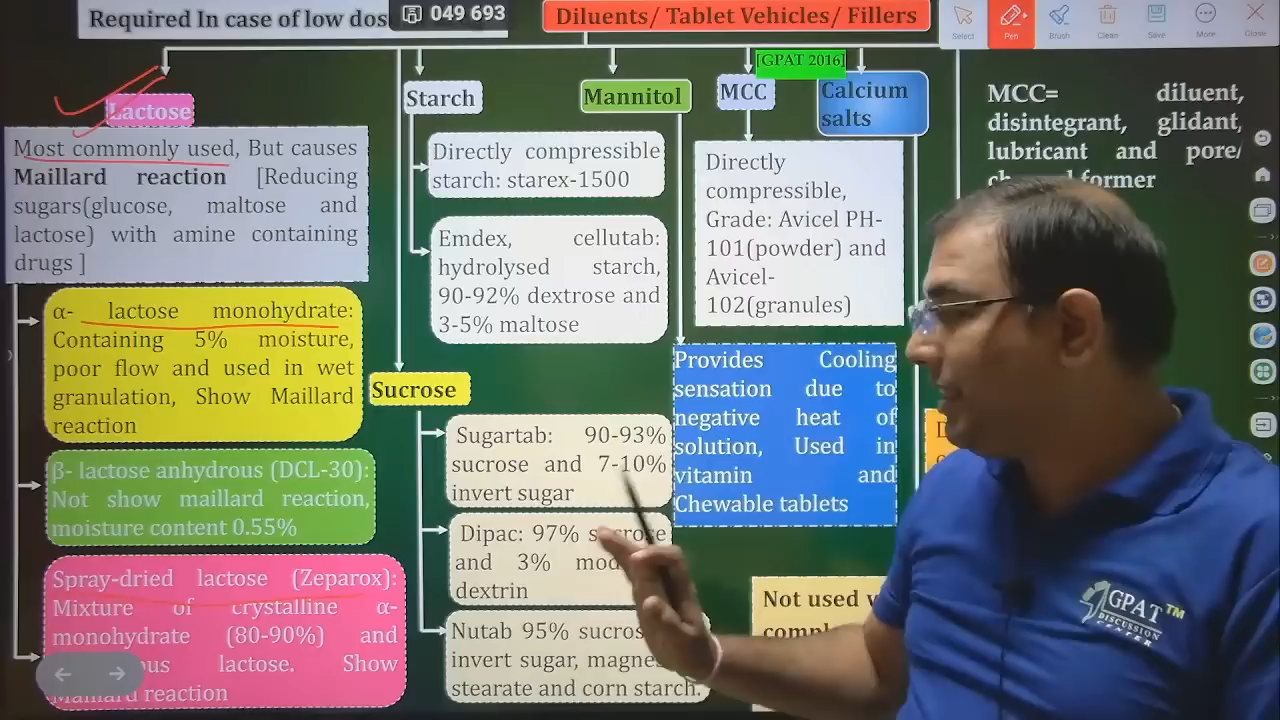 Required In case of low dos
049 693
Diluents/ Tablet Vehicles/ Fillers
Select
Pen
Brush
Clean
Save
More
Close
[GPAT 2016]
Lactose
Most commonly used, But causes
Maillard reaction [Reducing
sugars(glucose, maltose and
lactose) with amine containing
drugs ]
α- lactose monohydrate:
Containing 5% moisture,
poor flow and used in wet
granulation, Show Maillard
reaction
β- lactose anhydrous (DCL-30):
Not show maillard reaction,
moisture content 0.55%
Spray-dried lactose (Zeparox):
Mixture of crystalline α-
monohydrate (80-90%) and
lactose. Show
Maillard reaction
Starch
Directly compressible
starch: starex-1500
Emdex, cellutab:
hydrolysed starch,
90-92% dextrose and
3-5% maltose
Sucrose
Sugartab: 90-93%
sucrose and 7-10%
invert sugar
Dipac: 97% sucrose
and 3%
dextrin
Nutab 95%
invert sugar,
stearate and corn starch.
Mannitol
Provides Cooling
sensation due to
negative heat of
solution, Used in
vitamin and
Chewable tablets
MCC
Directly
compressible,
Grade: Avicel PH-
101(powder) and
Avicel-
102(granules)
Calcium
salts
MCC= diluent,
disintegrant, glidant,
lubricant and pore/
former
Not used
GPAT™
DISCUSSION
CENTER